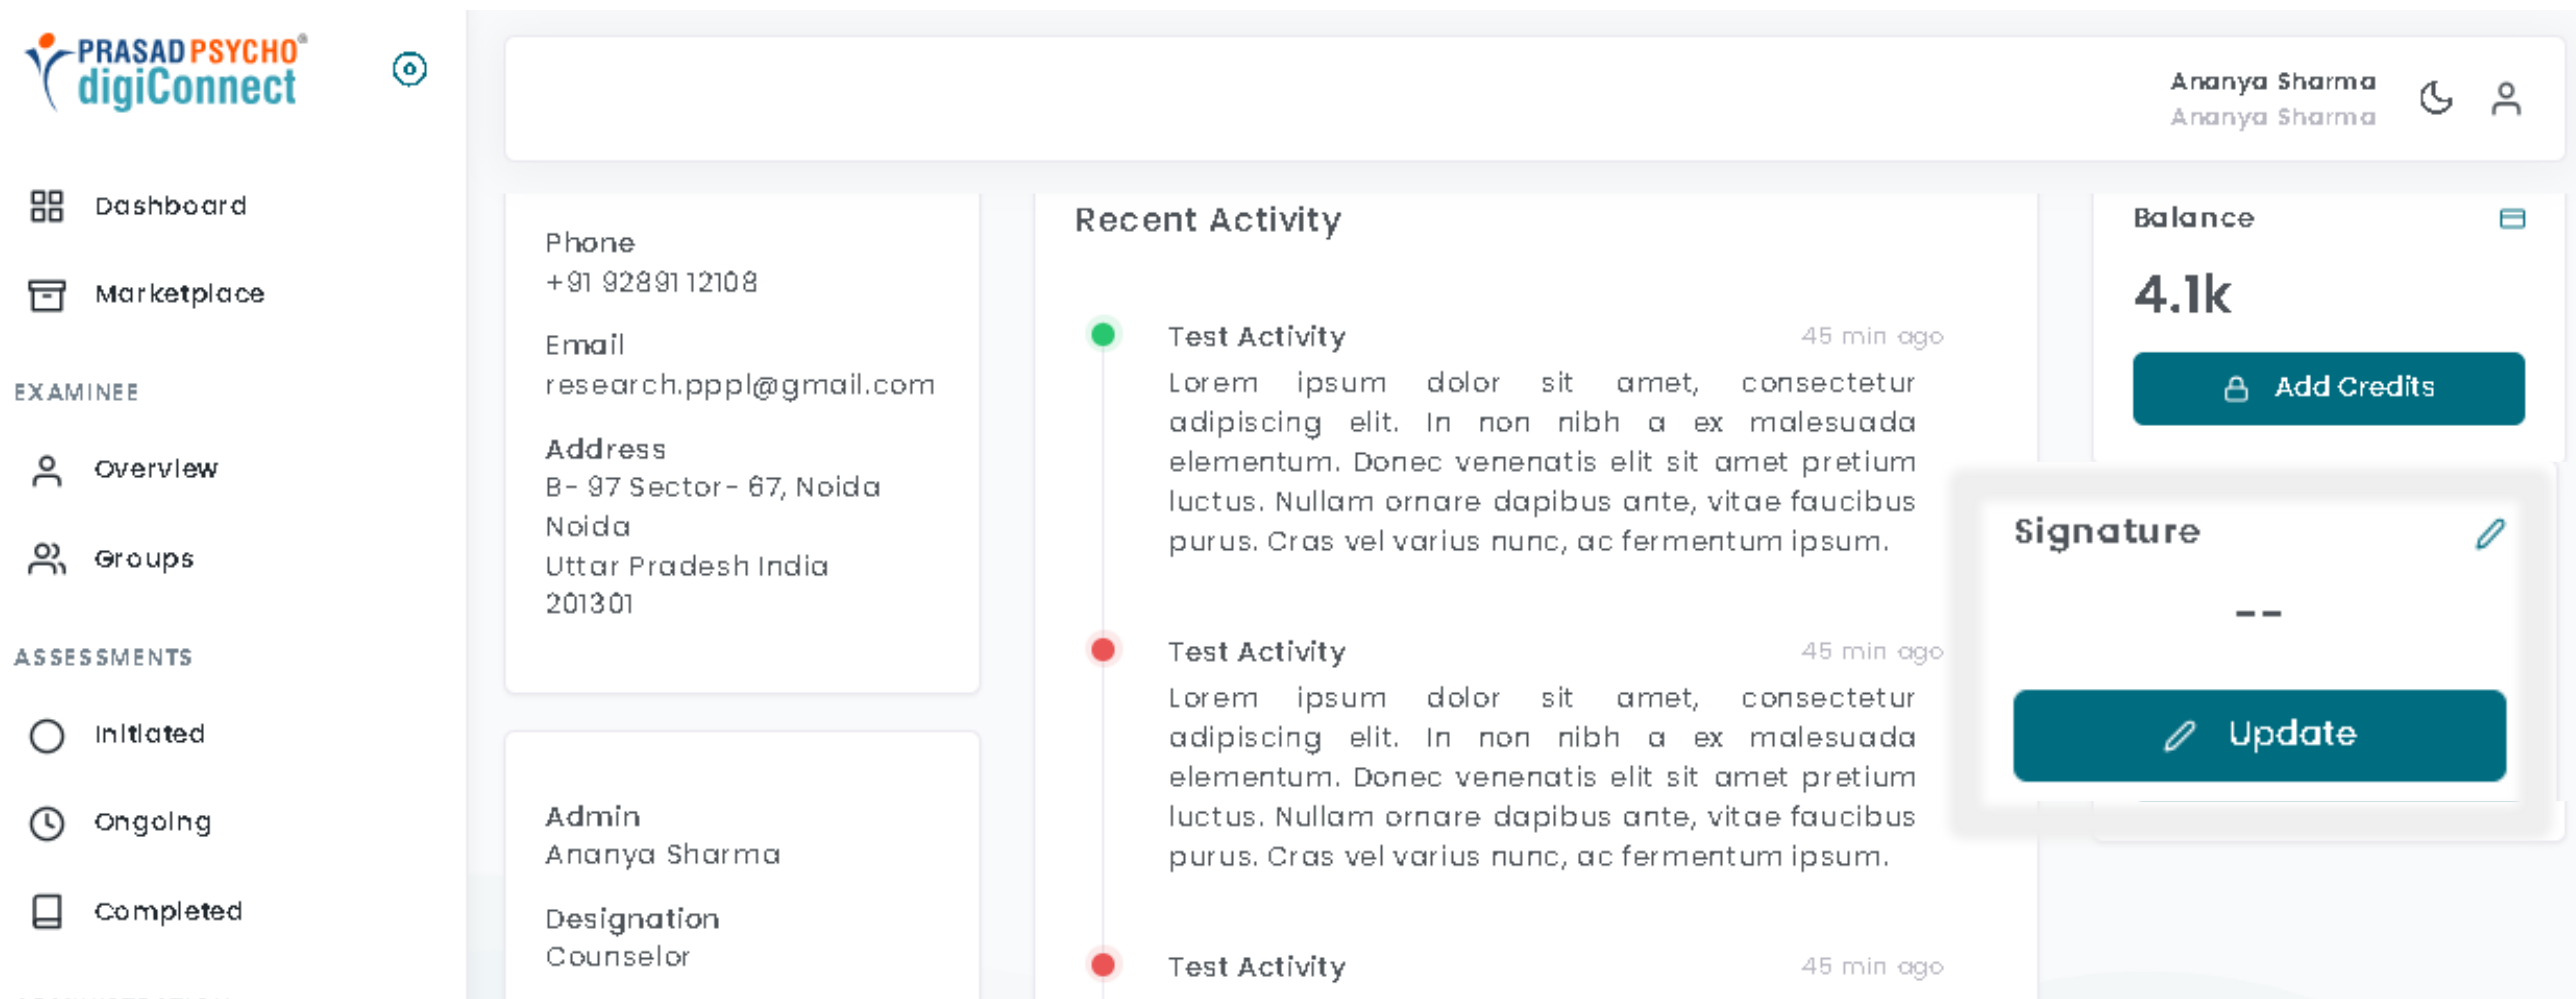 PRASAD PSYCHO®
digiConnect
Dashboard
Marketplace
EXAMINEE
Overview
Groups
ASSESSMENTS
Initiated
Ongoing
Completed
Ananya Sharma
Ananya Sharma
Phone
+91 9289112108
Email
research.pppl@gmail.com
Address
B- 97 Sector- 67, Noida
Noida
Uttar Pradesh India
201301
Admin
Ananya Sharma
Designation
Counselor
Recent Activity
Test Activity 45 min ago
Lorem ipsum dolor sit amet, consectetur
adipiscing elit. In non nibh a ex malesuada
elementum. Donec venenatis elit sit amet pretium
luctus. Nullam ornare dapibus ante, vitae faucibus
purus. Cras vel varius nunc, ac fermentum ipsum.
Test Activity 45 min ago
Lorem ipsum dolor sit amet, consectetur
adipiscing elit. In non nibh a ex malesuada
elementum. Donec venenatis elit sit amet pretium
luctus. Nullam ornare dapibus ante, vitae faucibus
purus. Cras vel varius nunc, ac fermentum ipsum.
Test Activity 45 min ago
Balance
4.1k
Add Credits
Signature
--
Update